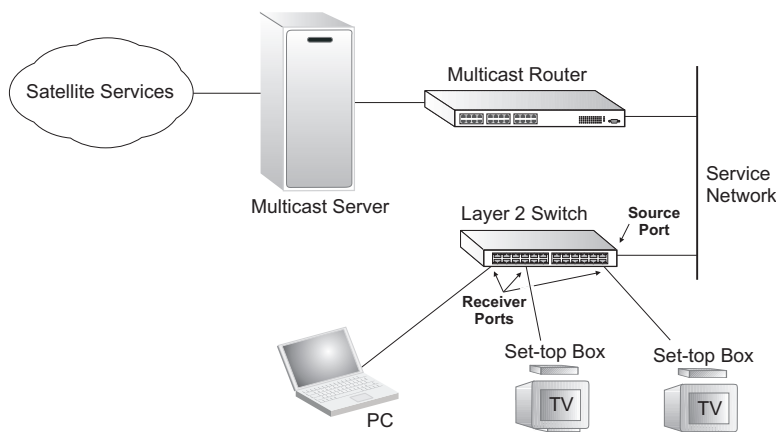 Satellite Services
Multicast Router
Multicast Server
Service
Network
Layer 2 Switch
Source
Port
Receiver
Ports
PC
Set-top Box
TV
Set-top Box
TV